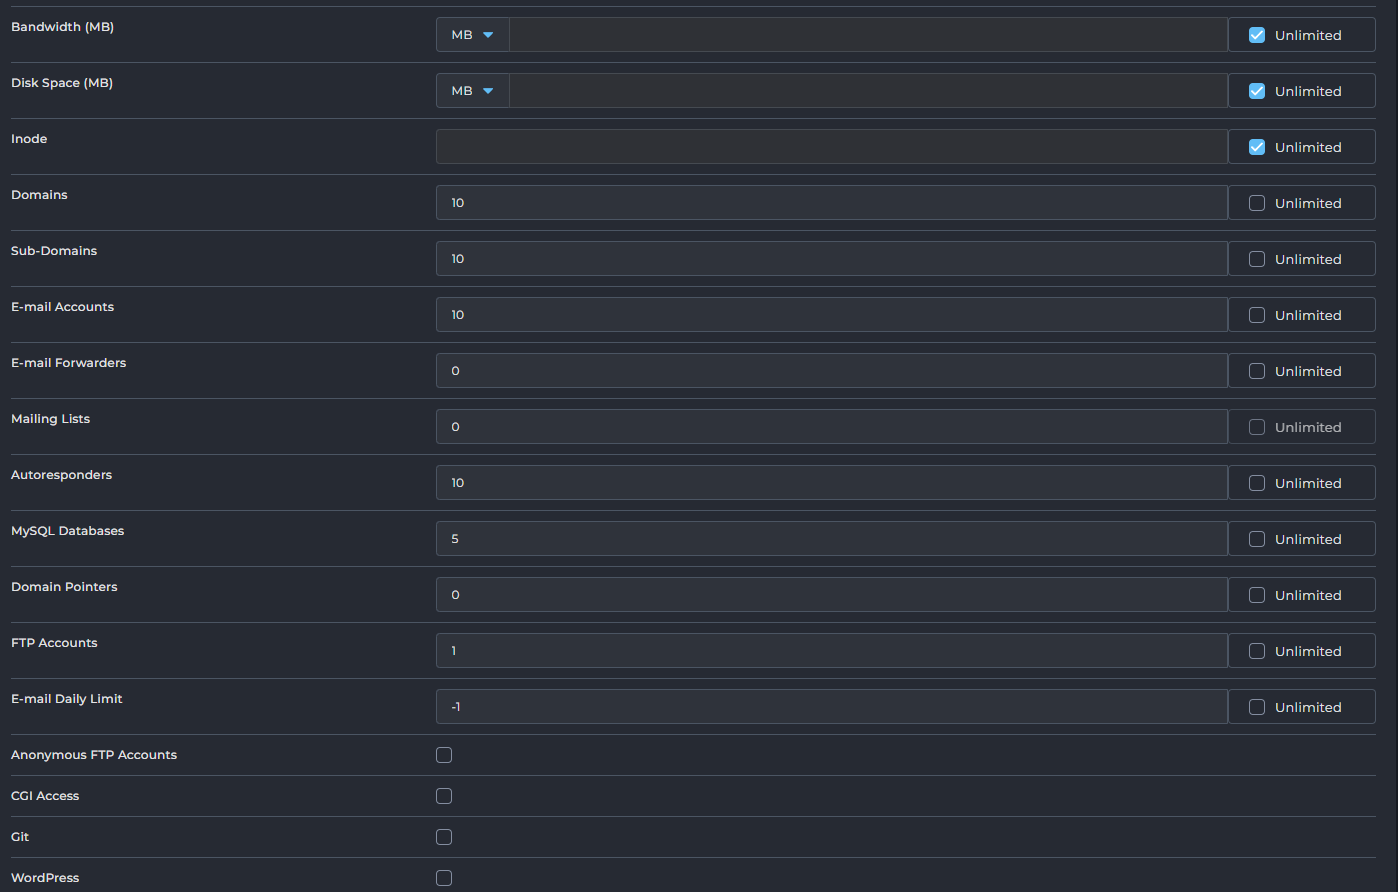 Bandwidth (MB) MB Unlimited
Disk Space (MB) MB Unlimited
Inode Unlimited
Domains 10 Unlimited
Sub-Domains 10 Unlimited
E-mail Accounts 10 Unlimited
E-mail Forwarders 0 Unlimited
Mailing Lists 0 Unlimited
Autoresponders 10 Unlimited
MySQL Databases 5 Unlimited
Domain Pointers 0 Unlimited
FTP Accounts 1 Unlimited
E-mail Daily Limit -1 Unlimited
Anonymous FTP Accounts
CGI Access
Git
WordPress